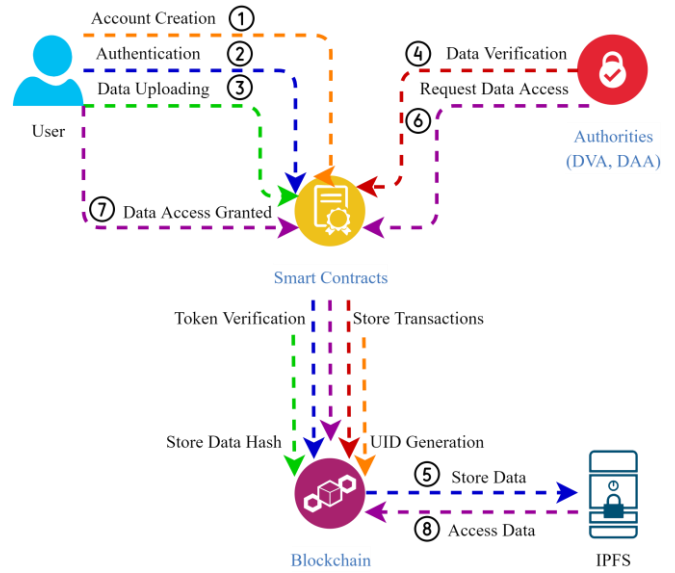 Account Creation 1
Authentication 2
Data Uploading 3
4 Data Verification
Request Data Access
6
User
Authorities
(DVA, DAA)
7 Data Access Granted
Smart Contracts
Token Verification
Store Transactions
Store Data Hash
UID Generation
5 Store Data
8 Access Data
Blockchain
IPFS